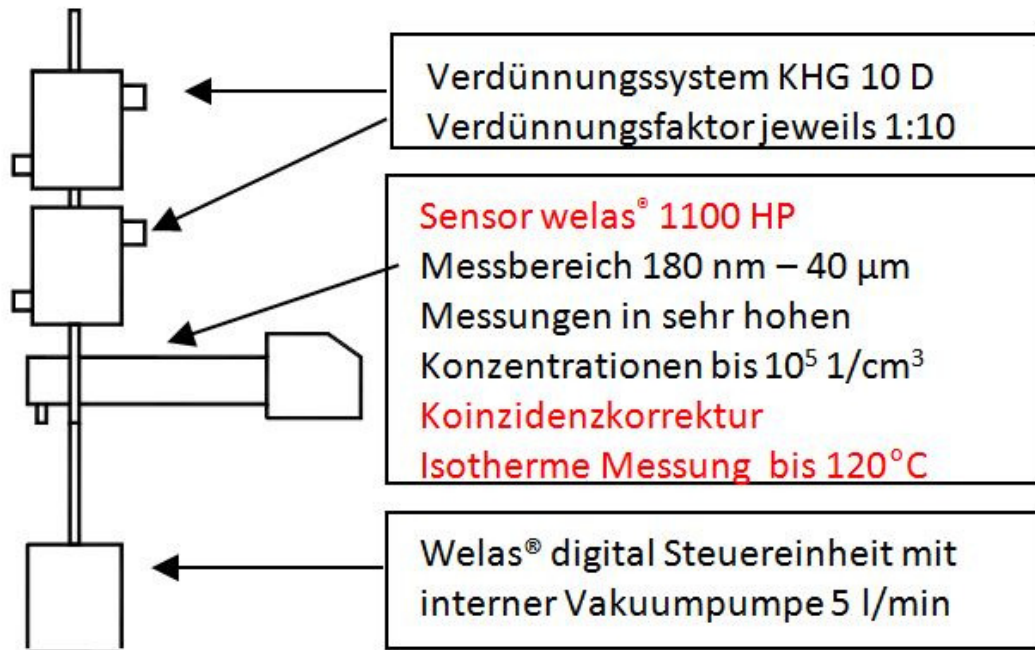 Verdünnungssystem KHG 10 D
Verdünnungsfaktor jeweils 1:10
Sensor welas® 1100 HP
Messbereich 180 nm – 40 µm
Messungen in sehr hohen
Konzentrationen bis 10⁵ 1/cm³
Koinzidenzkorrektur
Isotherme Messung bis 120°C
Welas® digital Steuereinheit mit
interner Vakuumpumpe 5 l/min